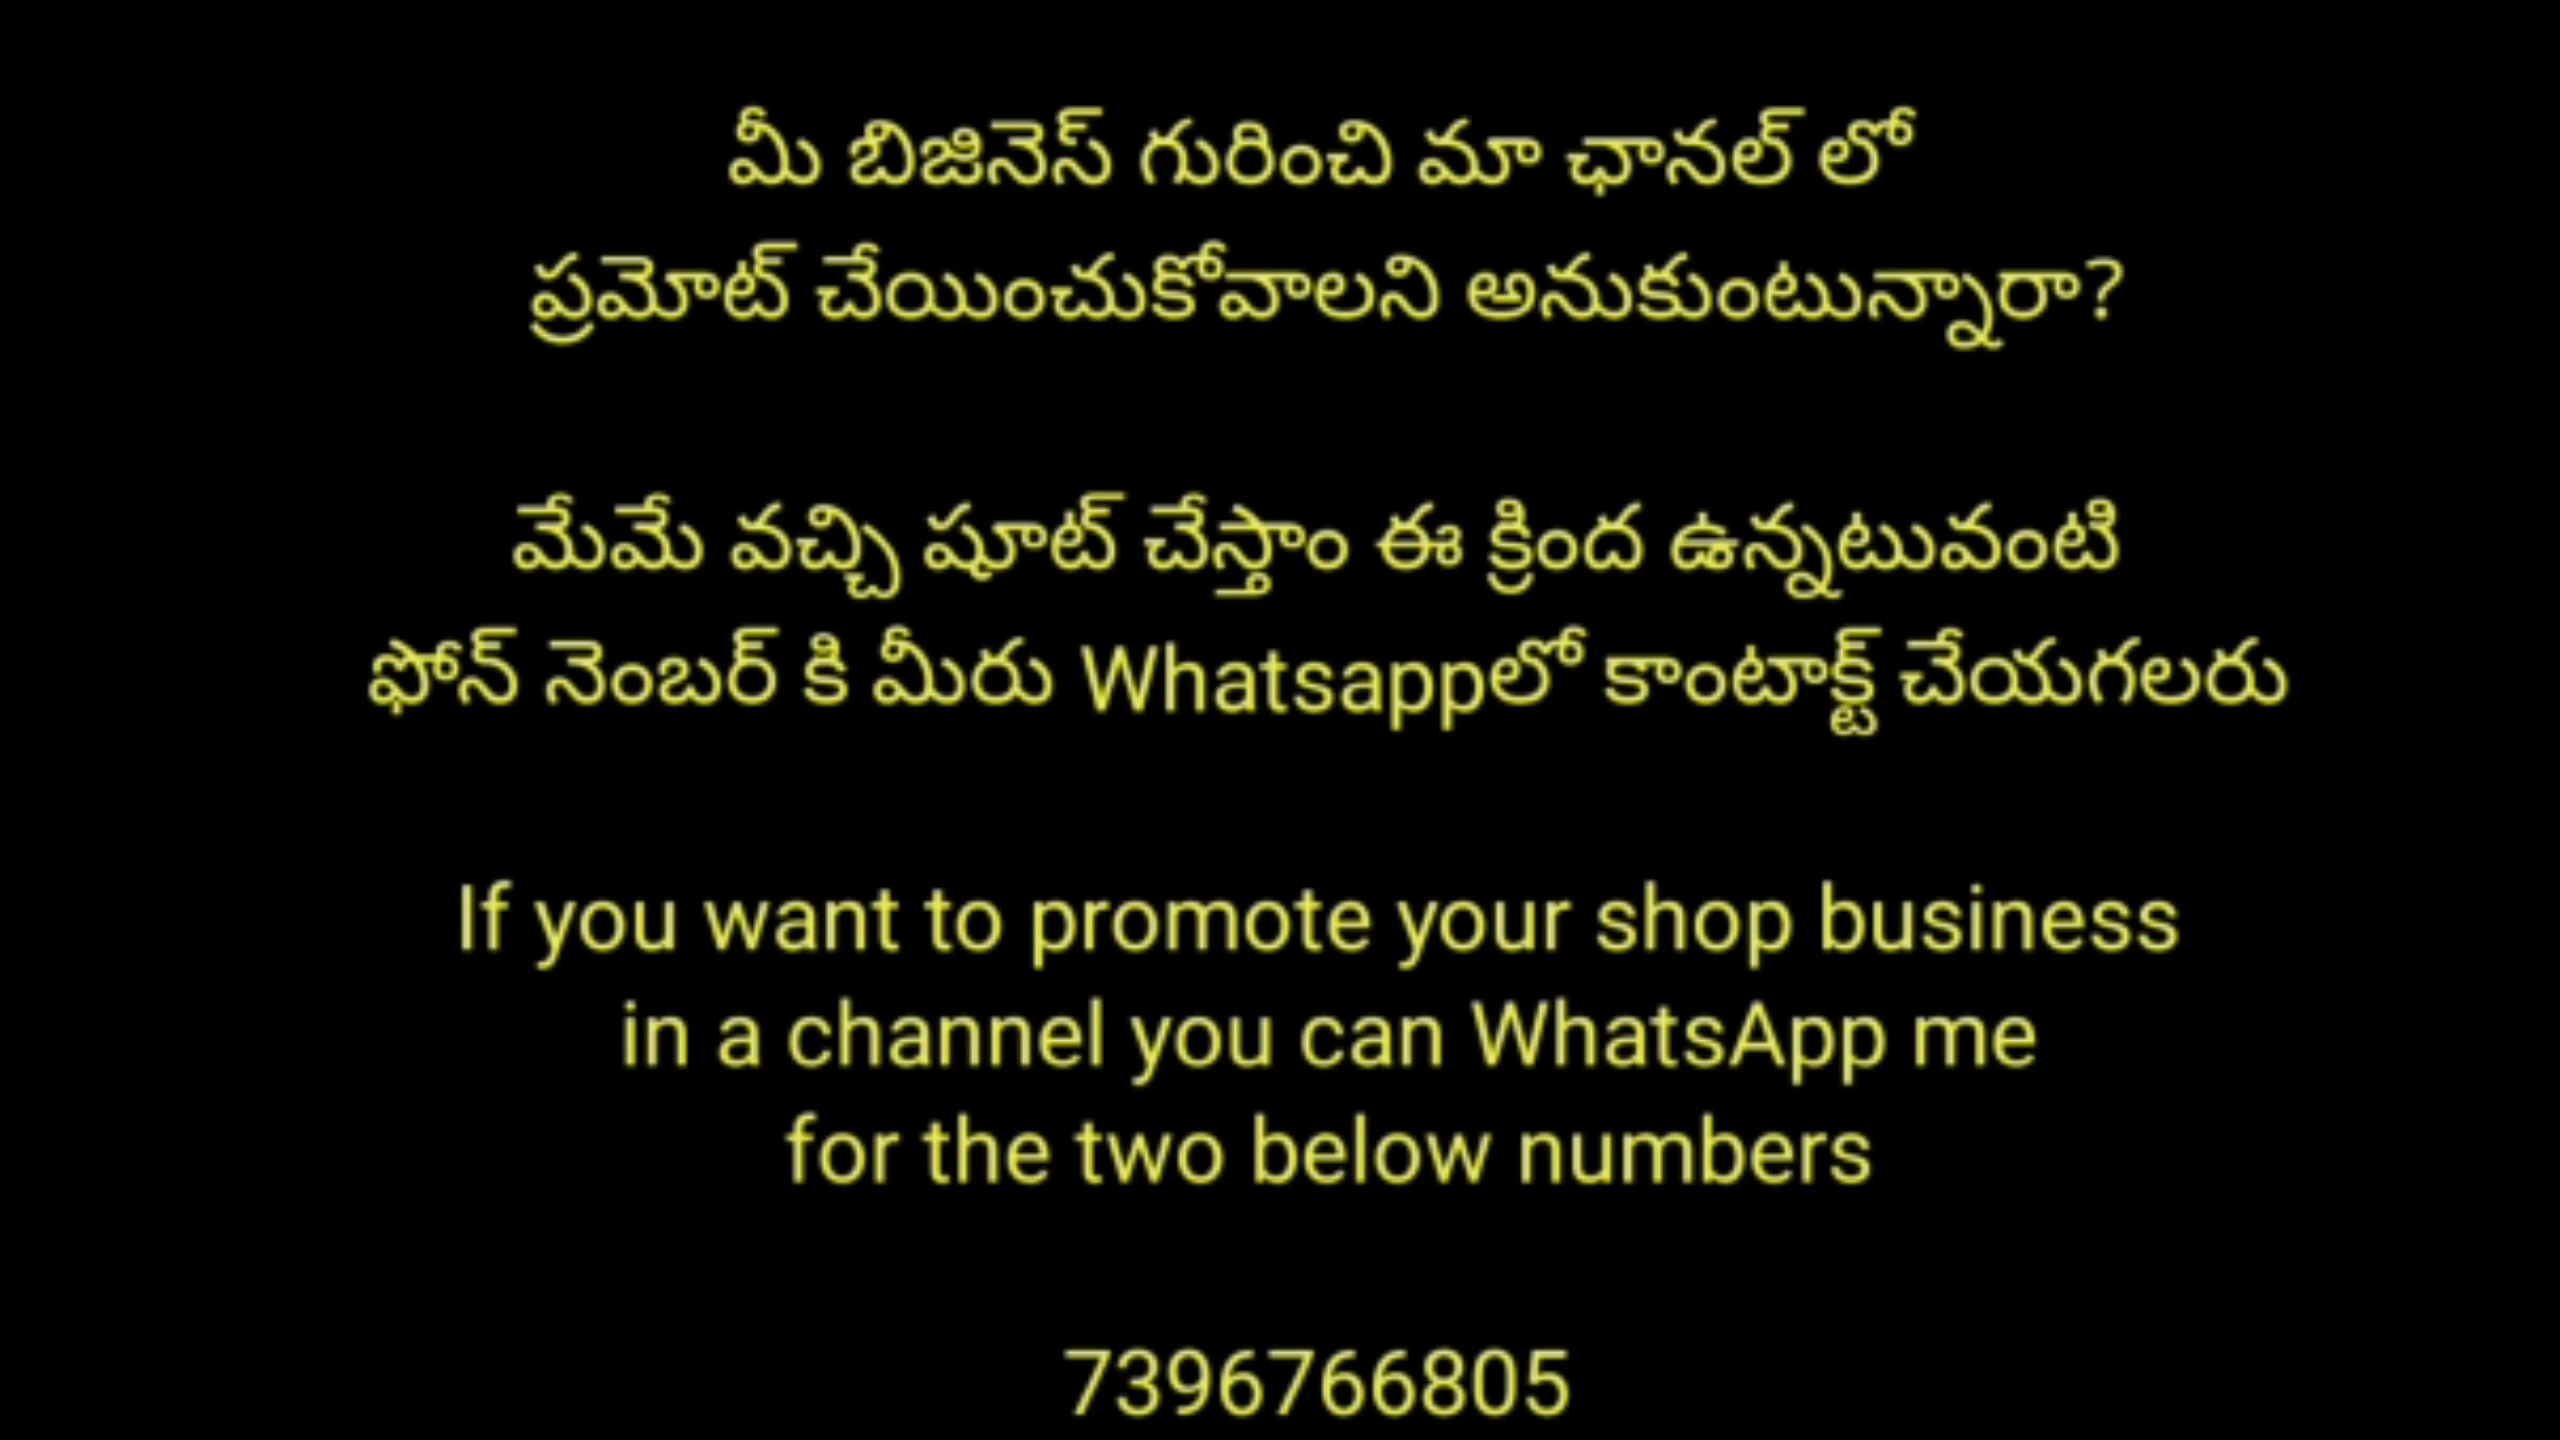 మీ బిజినెస్ గురించి మా ఛానల్ లో
ప్రమోట్ చేయించుకోవాలని అనుకుంటున్నారా?
మేమే వచ్చి షూట్ చేస్తాం ఈ క్రింద ఉన్నటువంటి
ఫోన్ నెంబర్ కి మీరు Whatsappలో కాంటాక్ట్ చేయగలరు
If you want to promote your shop business
in a channel you can WhatsApp me
for the two below numbers
7396766805